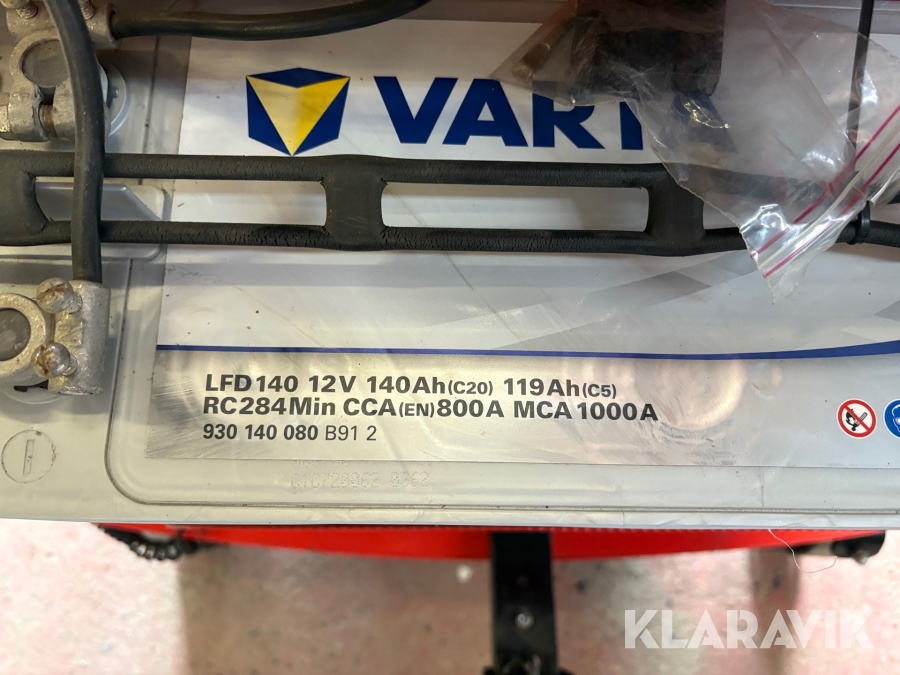 VART
LFD140 12V 140Ah(C20) 119Ah(C5)
RC284Min CCA(EN)800A MCA1000A
930 140 080 B91 2
KLARAVIK